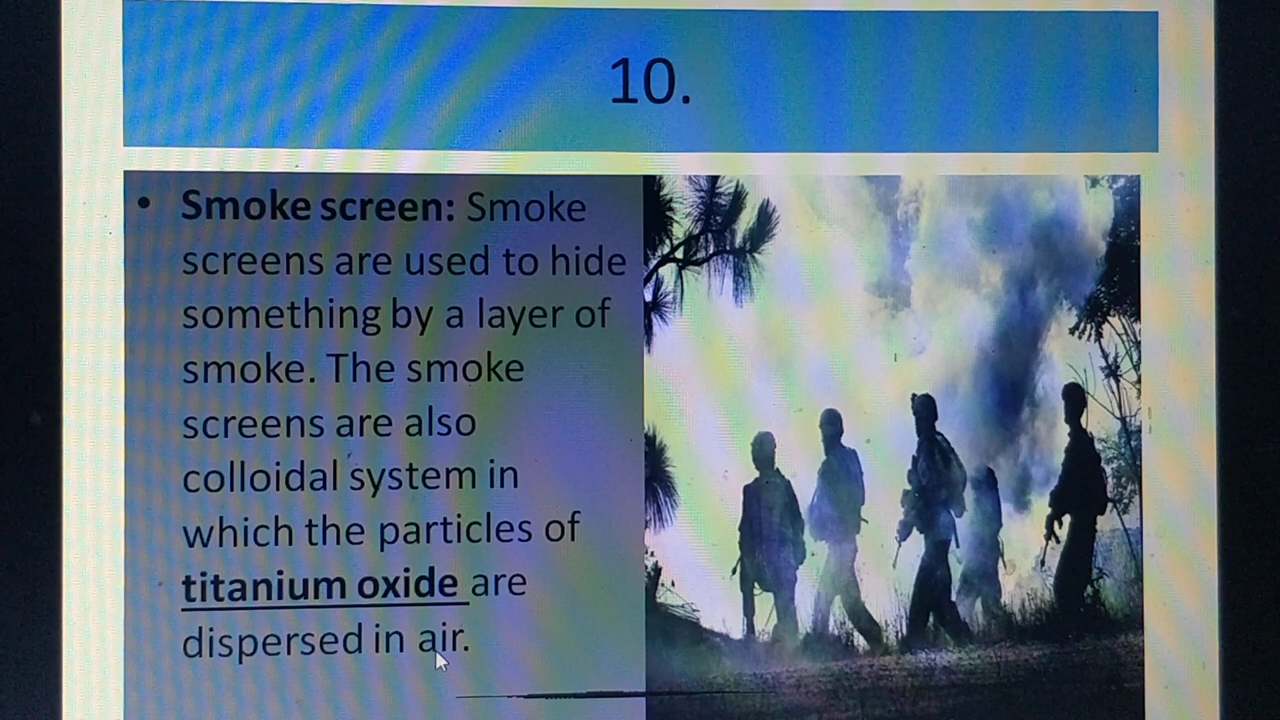 10.
• Smoke screen: Smoke
screens are used to hide
something by a layer of
smoke. The smoke
screens are also
colloidal system in
which the particles of
titanium oxide are
dispersed in air.